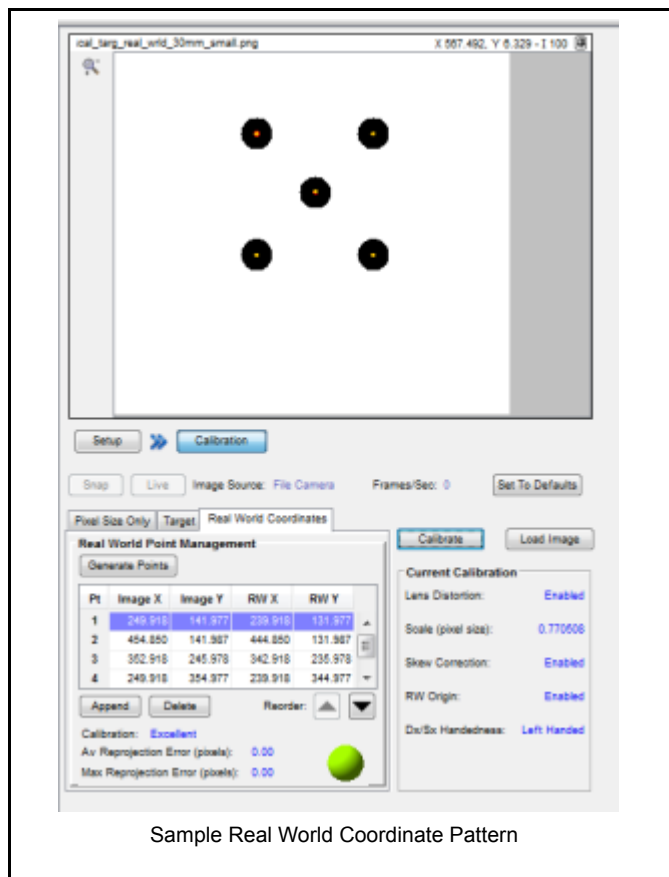 ical_targ_real_wrld_30mm_small.png X 567.492, Y 6.329 - I 100
Setup Calibration
Snap Live Image Source: File Camera Frames/Sec: 0 Set To Defaults
Pixel Size Only Target Real World Coordinates
Calibrate Load Image
Real World Point Management
Generate Points
Pt Image X Image Y RW X RW Y
1 249.918 141.977 239.918 131.977
2 454.850 141.987 444.850 131.987
3 352.918 245.978 342.918 235.978
4 249.918 354.977 239.918 344.977
Append Delete Reorder:
Calibration: Excellent
Av Reprojection Error (pixels): 0.00
Max Reprojection Error (pixels): 0.00
Current Calibration
Lens Distortion: Enabled
Scale (pixel size): 0.770506
Skew Correction: Enabled
RW Origin: Enabled
Dx/Sx Handedness: Left Handed
Sample Real World Coordinate Pattern